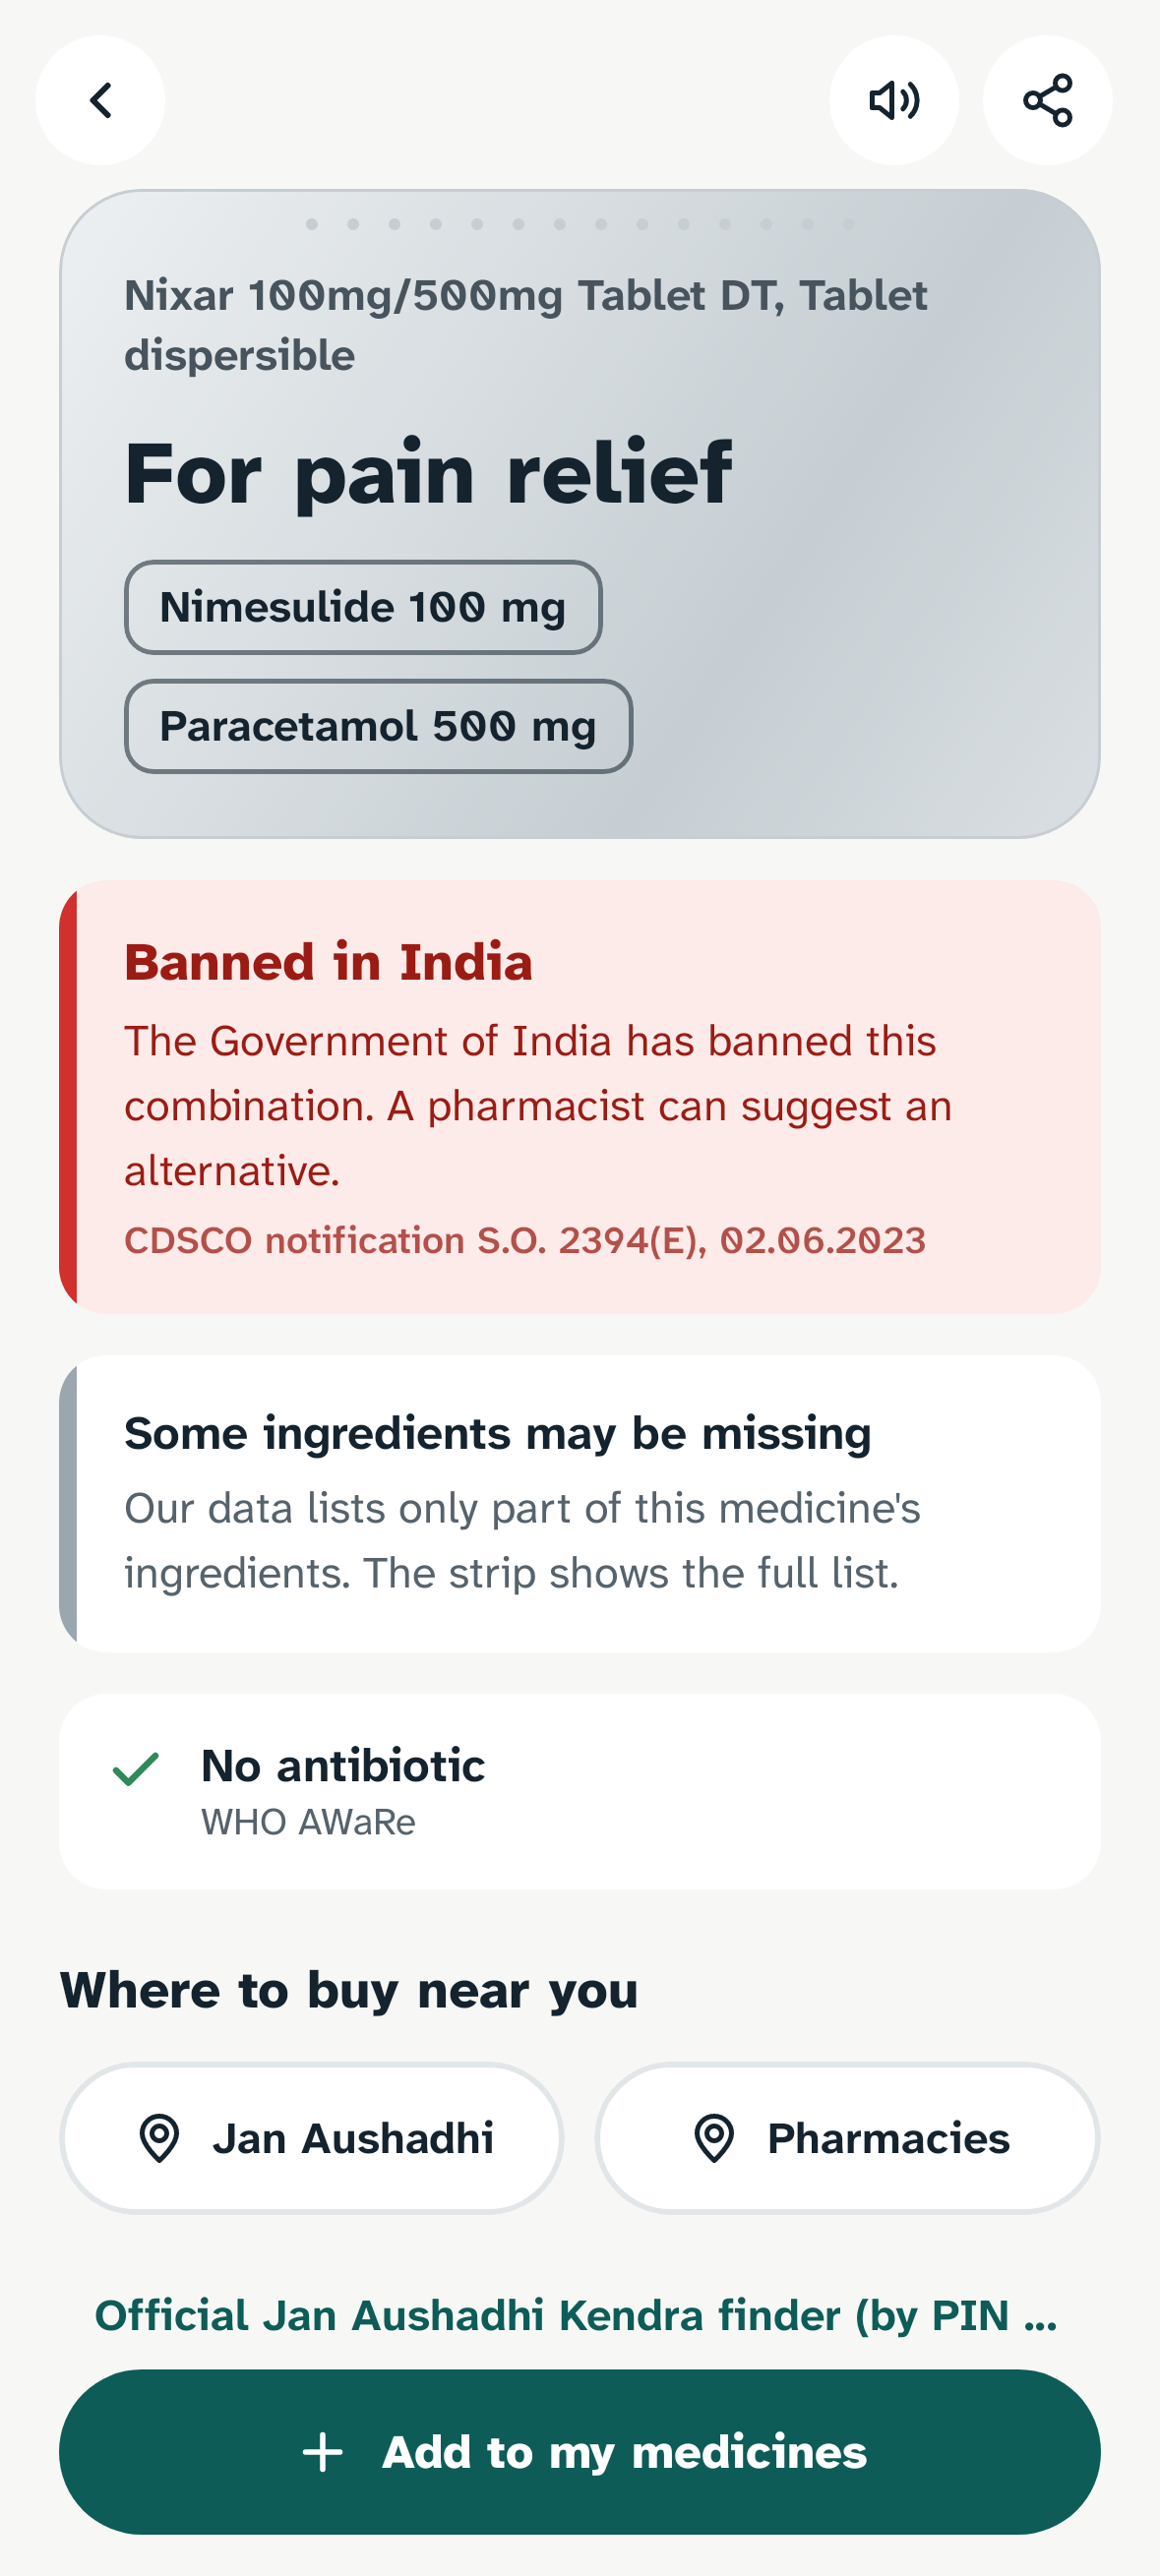 Nixar 100mg/500mg Tablet DT, Tablet
dispersible
For pain relief
Nimesulide 100 mg
Paracetamol 500 mg
Banned in India
The Government of India has banned this
combination. A pharmacist can suggest an
alternative.
CDSCO notification S.O. 2394(E), 02.06.2023
Some ingredients may be missing
Our data lists only part of this medicine's
ingredients. The strip shows the full list.
No antibiotic
WHO AWaRe
Where to buy near you
Jan Aushadhi
Pharmacies
Official Jan Aushadhi Kendra finder (by PIN ...
Add to my medicines